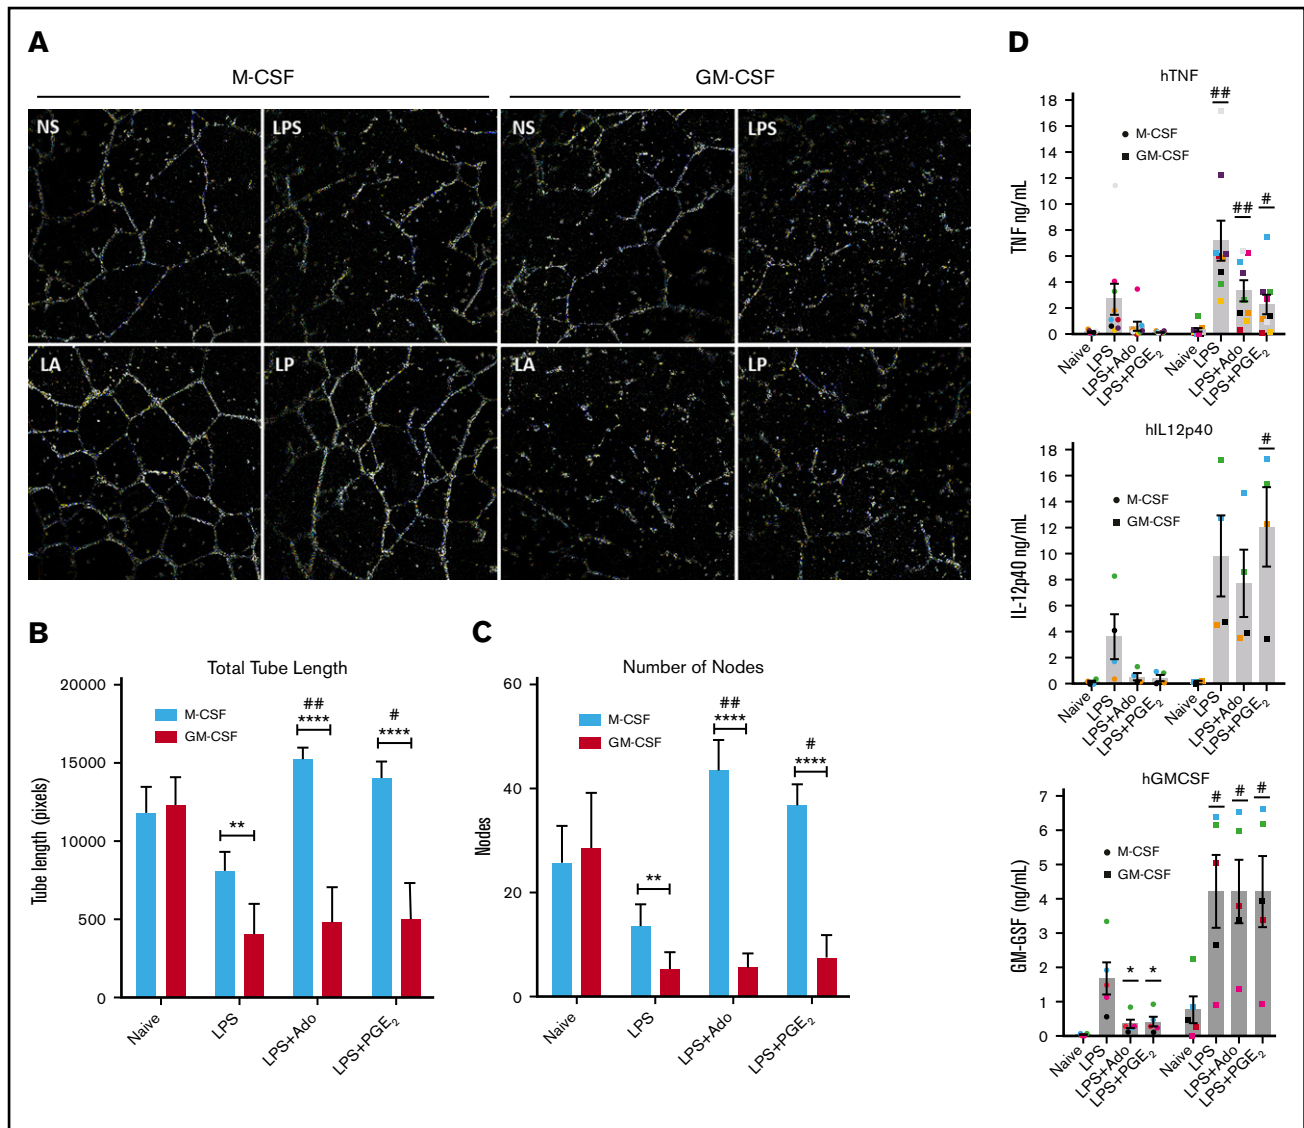 A
M-CSF
GM-CSF
NS
LPS
NS
LPS
LA
LP
LA
LP
B
Total Tube Length
Tube length (pixels)
20000
15000
10000
500
0
M-CSF
GM-CSF
**
##
****
#
****
Naive
LPS
LPS+Ado
LPS+PGE2
C
Number of Nodes
Nodes
60
40
20
0
M-CSF
GM-CSF
**
##
****
#
****
Naive
LPS
LPS+Ado
LPS+PGE2
D
hTNF
TNF ng/mL
18
16
14
12
10
8
6
4
2
0
M-CSF
GM-CSF
##
##
#
Naive
LPS
LPS+Ado
LPS+PGE2
Naive
LPS
LPS+Ado
LPS+PGE2
hIL12p40
IL-12p40 ng/mL
18
16
14
12
10
8
6
4
2
0
M-CSF
GM-CSF
#
Naive
LPS
LPS+Ado
LPS+PGE2
Naive
LPS
LPS+Ado
LPS+PGE2
hGMCSF
GM-GSF (ng/mL)
7
6
5
4
3
2
1
0
M-CSF
GM-CSF
*
*
#
#
#
Naive
LPS
LPS+Ado
LPS+PGE2
Naive
LPS
LPS+Ado
LPS+PGE2